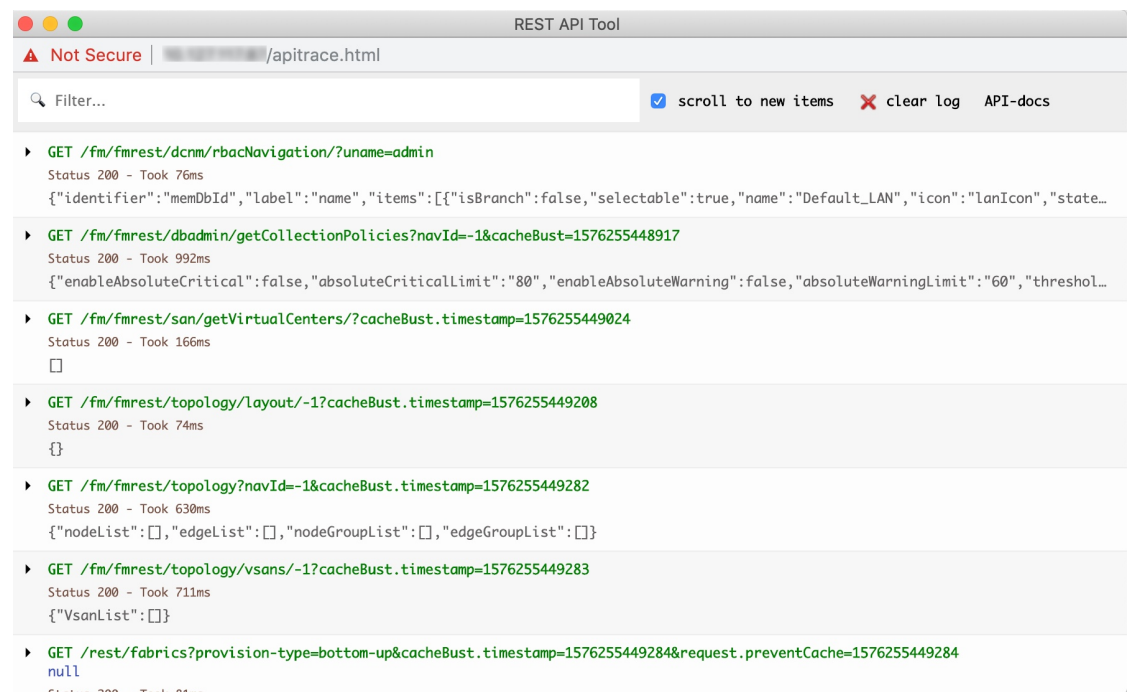 REST API Tool
Not Secure /apitrace.html
Filter... scroll to new items clear log API-docs
GET /fm/fmrest/dcnm/rbacNavigation/?uname=admin
Status 200 - Took 76ms
{"identifier":"memDbId","label":"name","items":[{"isBranch":false,"selectable":true,"name":"Default_LAN","icon":"lanIcon","state…
GET /fm/fmrest/dbadmin/getCollectionPolicies?navId=-1&cacheBust=1576255448917
Status 200 - Took 992ms
{"enableAbsoluteCritical":false,"absoluteCriticalLimit":"80","enableAbsoluteWarning":false,"absoluteWarningLimit":"60","threshol…
GET /fm/fmrest/san/getVirtualCenters/?cacheBust.timestamp=1576255449024
Status 200 - Took 166ms
[]
GET /fm/fmrest/topology/layout/-1?cacheBust.timestamp=1576255449208
Status 200 - Took 74ms
{}
GET /fm/fmrest/topology?navId=-1&cacheBust.timestamp=1576255449282
Status 200 - Took 630ms
{"nodeList":[],"edgeList":[],"nodeGroupList":[],"edgeGroupList":[]}
GET /fm/fmrest/topology/vsans/-1?cacheBust.timestamp=1576255449283
Status 200 - Took 711ms
{"VsanList":[]}
GET /rest/fabrics?provision-type=bottom-up&cacheBust.timestamp=1576255449284&request.preventCache=1576255449284
null